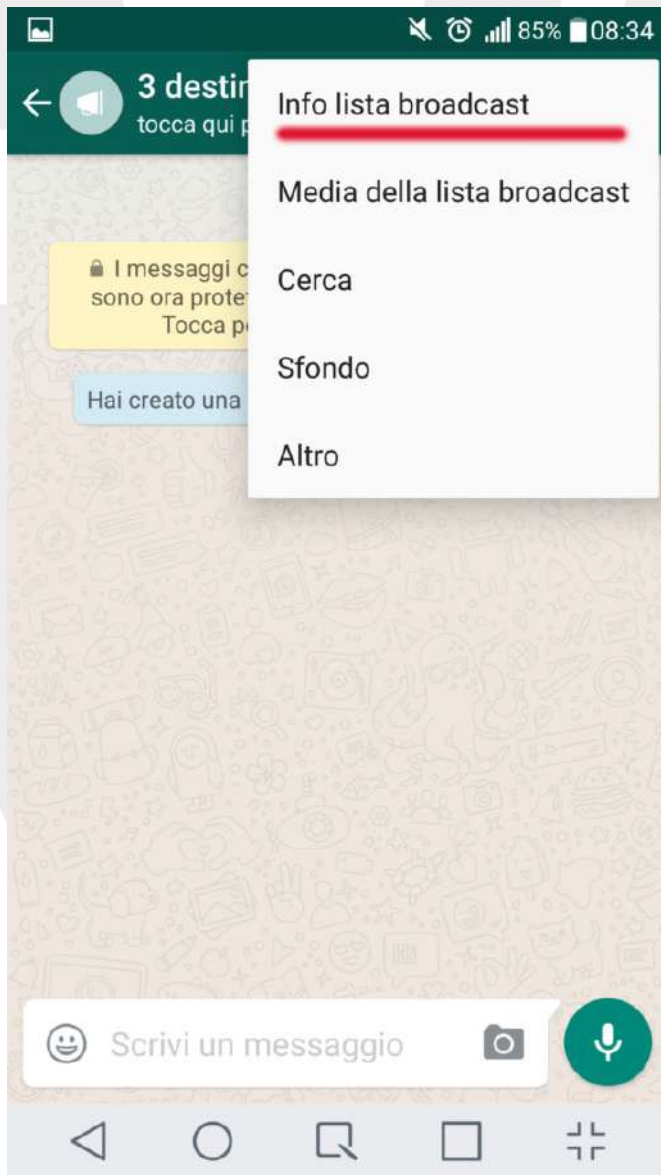 85% 08:34
3 destin
tocca qui p
Info lista broadcast
Media della lista broadcast
Cerca
Sfondo
Altro
I messaggi c
sono ora prote
Tocca pe
Hai creato una
Scrivi un messaggio